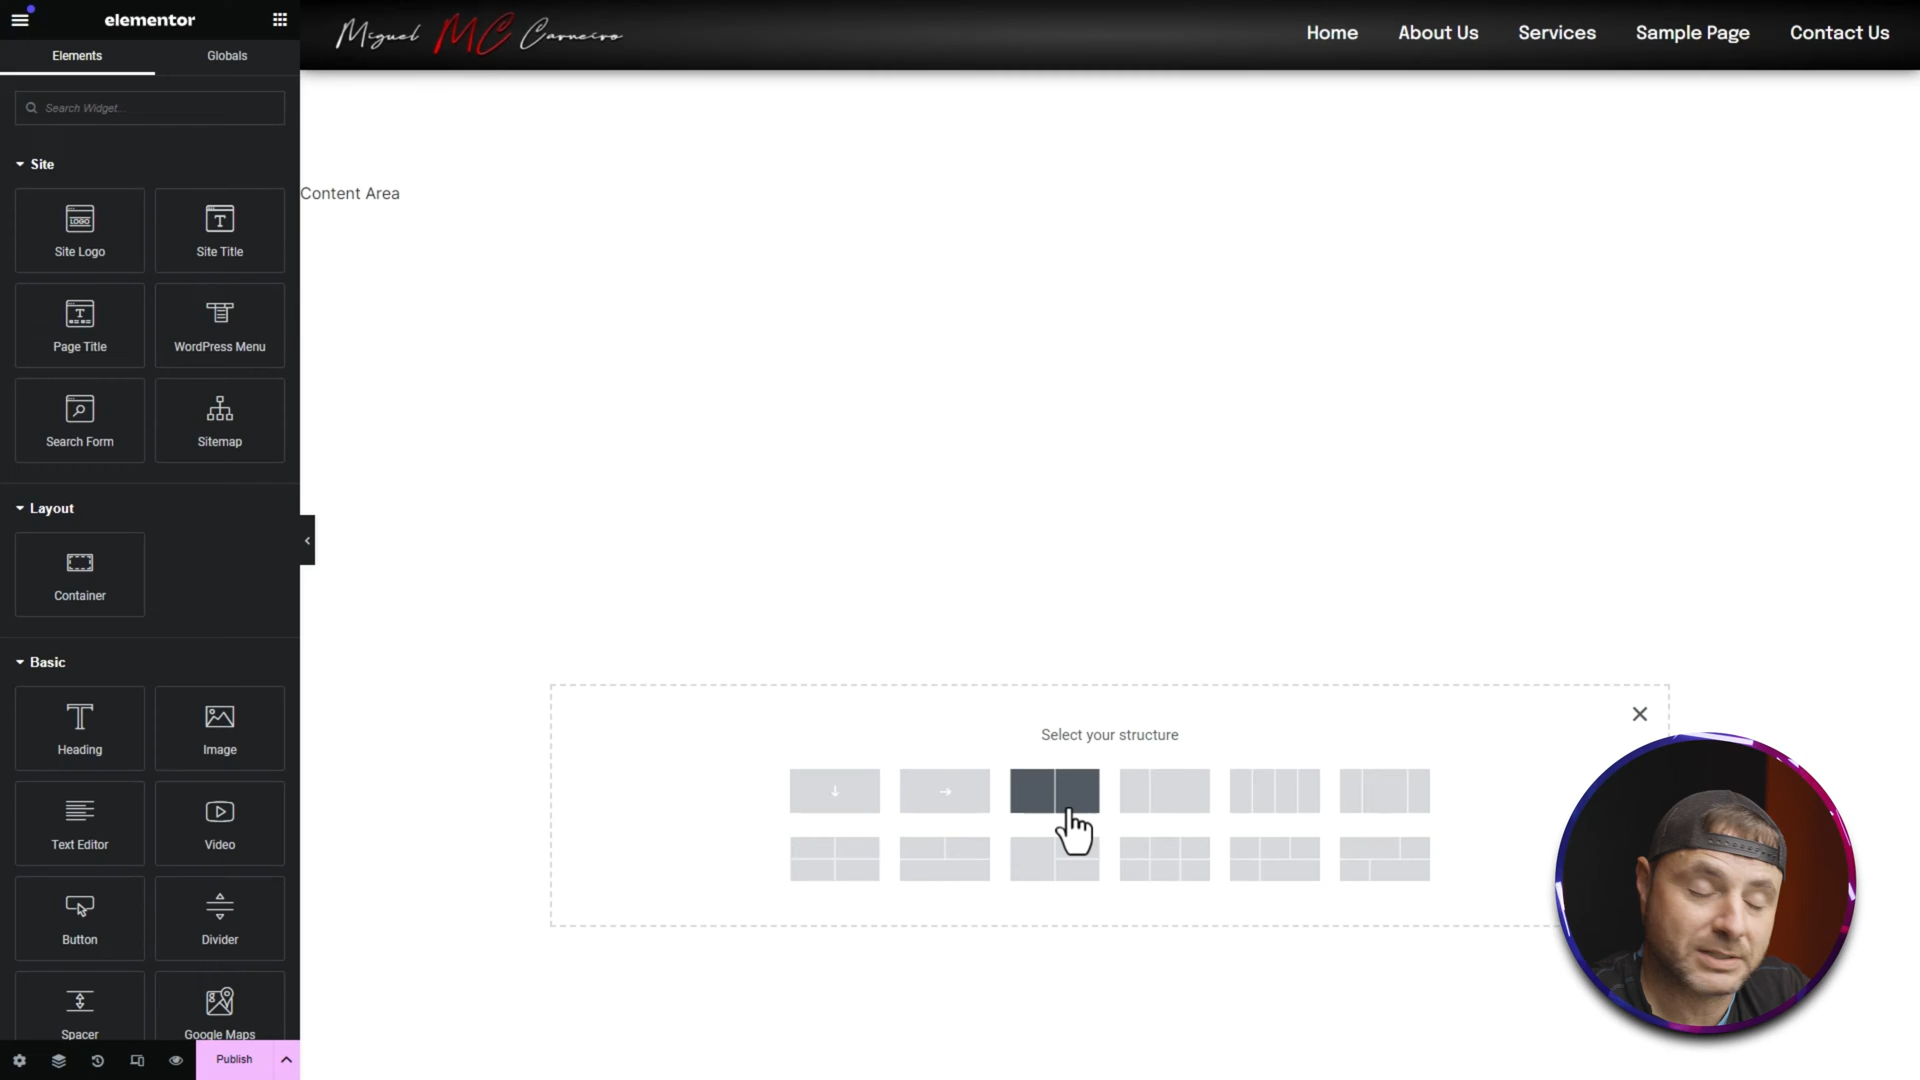 elementor
Elements
Globals
Search Widget...
Site
LOGO
Site Logo
T
Site Title
T
Page Title
WordPress Menu
Search Form
Sitemap
Layout
Container
Basic
Heading
Image
Text Editor
Video
Button
Divider
Spacer
Google Maps
Publish
Miguel MC Carneiro
Home
About Us
Services
Sample Page
Contact Us
Content Area
Select your structure